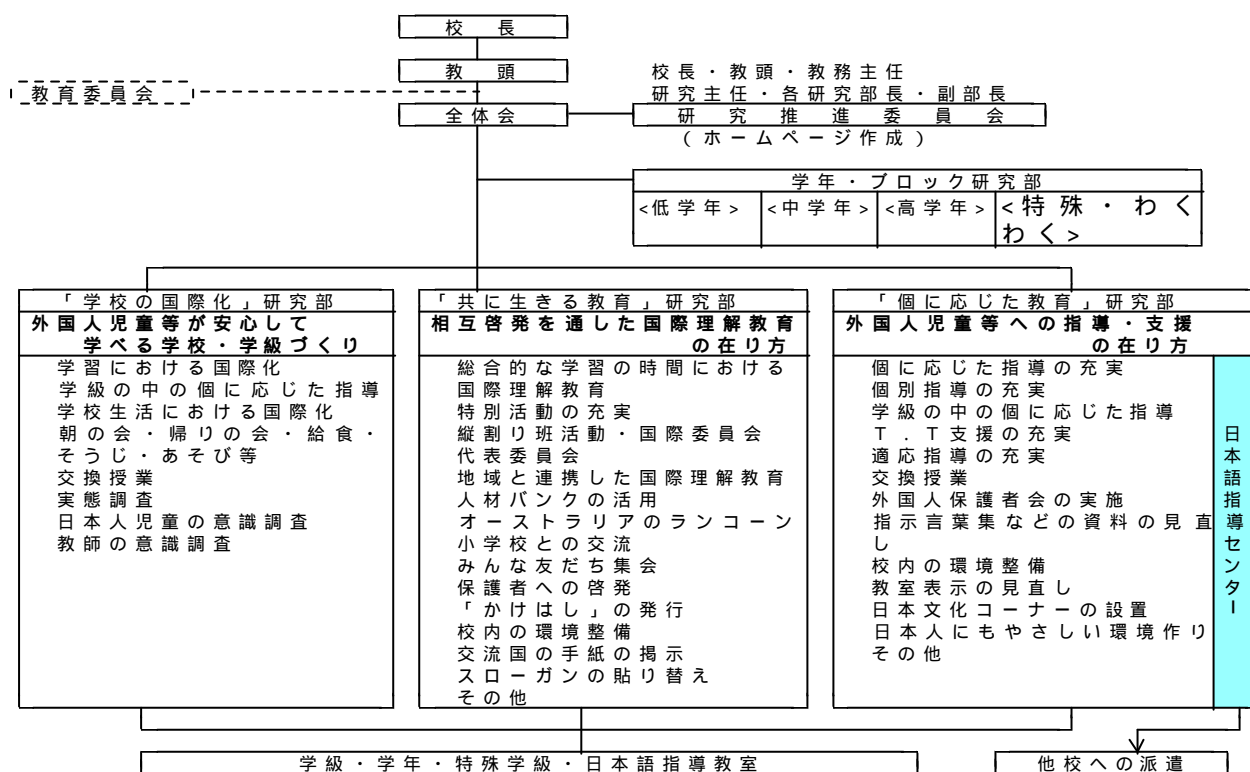 校長
教頭
教育委員会
校長・教頭・教務主任
研究主任・各研究部長・副部長
全体会
研究推進委員会
(ホームページ作成)
学年・ブロック研究部
<低学年>
<中学年>
<高学年>
<特殊・わく
わく>
「学校の国際化」研究部
外国人児童等が安心して
学べる学校・学級づくり
学習における国際化
学級の中の個に応じた指導
学校生活における国際化
朝の会・帰りの会・給食・
そうじ・あそび等
交換授業
実態調査
日本人児童の意識調査
教師の意識調査
「共に生きる教育」研究部
相互啓発を通した国際理解教育
の在り方
総合的な学習の時間における
国際理解教育
特別活動の充実
縦割り班活動・国際委員会
代表委員会
地域と連携した国際理解教育
人材バンクの活用
オーストラリアのランコーン
小学校との交流
みんな友だち集会
保護者への啓発
「かけはし」の発行
校内の環境整備
交流国の手紙の掲示
スローガンの貼り替え
その他
「個に応じた教育」研究部
外国人児童等への指導・支援
の在り方
個に応じた指導の充実
個別指導の充実
学級の中の個に応じた指導
T.T支援の充実
適応指導の充実
交換授業
外国人保護者会の実施
指示言葉集などの資料の見直
し
校内の環境整備
教室表示の見直し
日本文化コーナーの設置
日本人にもやさしい環境作り
その他
日本語指導センター
学級・学年・特殊学級・日本語指導教室
他校への派遣